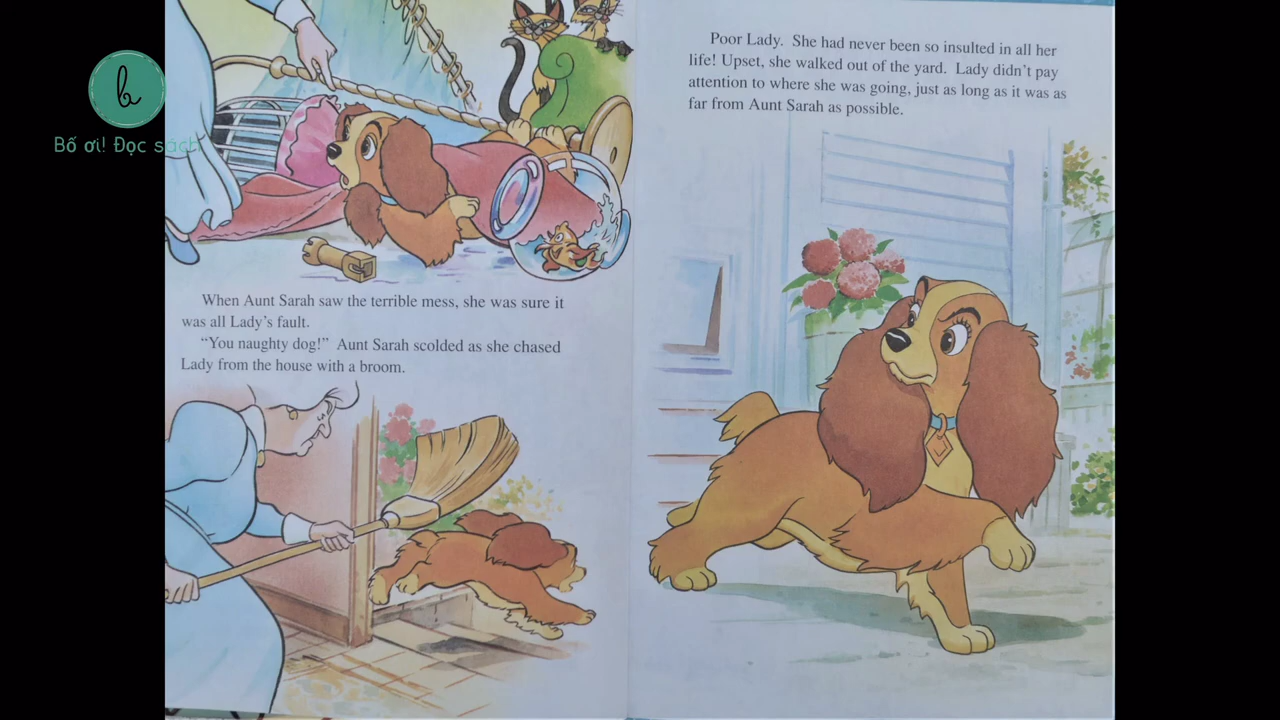 b
Bố ơi! Đọc sách
When Aunt Sarah saw the terrible mess, she was sure it
was all Lady's fault.
“You naughty dog!” Aunt Sarah scolded as she chased
Lady from the house with a broom.
Poor Lady. She had never been so insulted in all her
life! Upset, she walked out of the yard. Lady didn't pay
attention to where she was going, just as long as it was as
far from Aunt Sarah as possible.